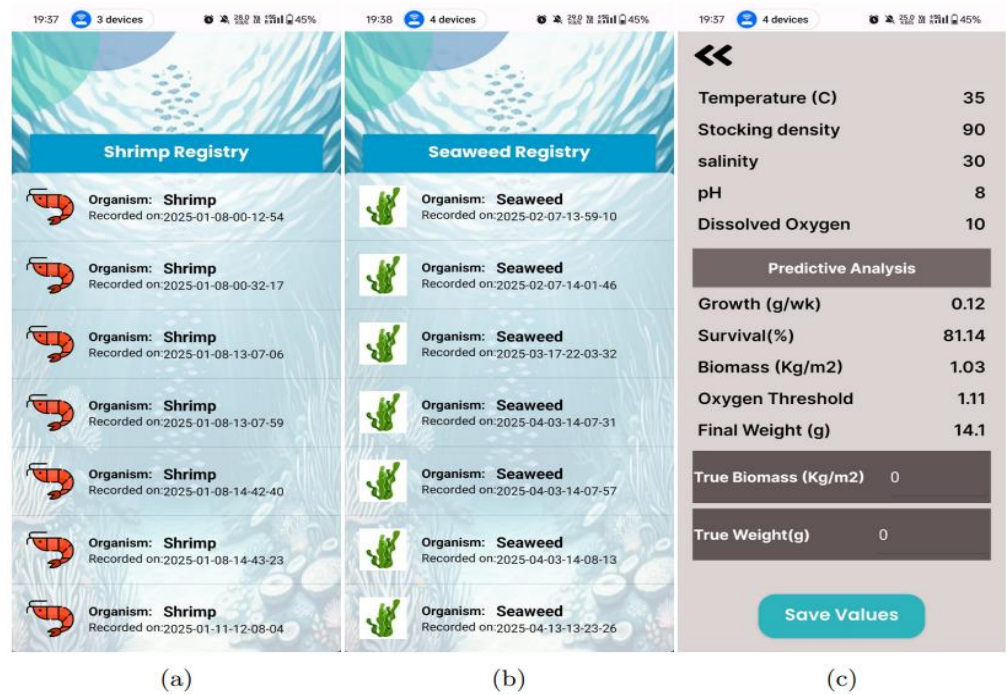 19:37 3 devices 45%
Shrimp Registry
Organism: Shrimp
Recorded on:2025-01-08-00-12-54
Organism: Shrimp
Recorded on:2025-01-08-00-32-17
Organism: Shrimp
Recorded on:2025-01-08-13-07-06
Organism: Shrimp
Recorded on:2025-01-08-13-07-59
Organism: Shrimp
Recorded on:2025-01-08-14-42-40
Organism: Shrimp
Recorded on:2025-01-08-14-43-23
Organism: Shrimp
Recorded on:2025-01-11-12-08-04
(a)
19:38 4 devices 45%
Seaweed Registry
Organism: Seaweed
Recorded on:2025-02-07-13-59-10
Organism: Seaweed
Recorded on:2025-02-07-14-01-46
Organism: Seaweed
Recorded on:2025-03-17-22-03-32
Organism: Seaweed
Recorded on:2025-04-03-14-07-31
Organism: Seaweed
Recorded on:2025-04-03-14-07-57
Organism: Seaweed
Recorded on:2025-04-03-14-08-13
Organism: Seaweed
Recorded on:2025-04-13-13-23-26
(b)
19:37 4 devices 45%
Temperature (C) 35
Stocking density 90
salinity 30
pH 8
Dissolved Oxygen 10
Predictive Analysis
Growth (g/wk) 0.12
Survival(%) 81.14
Biomass (Kg/m2) 1.03
Oxygen Threshold 1.11
Final Weight (g) 14.1
True Biomass (Kg/m2) 0
True Weight(g) 0
Save Values
(c)